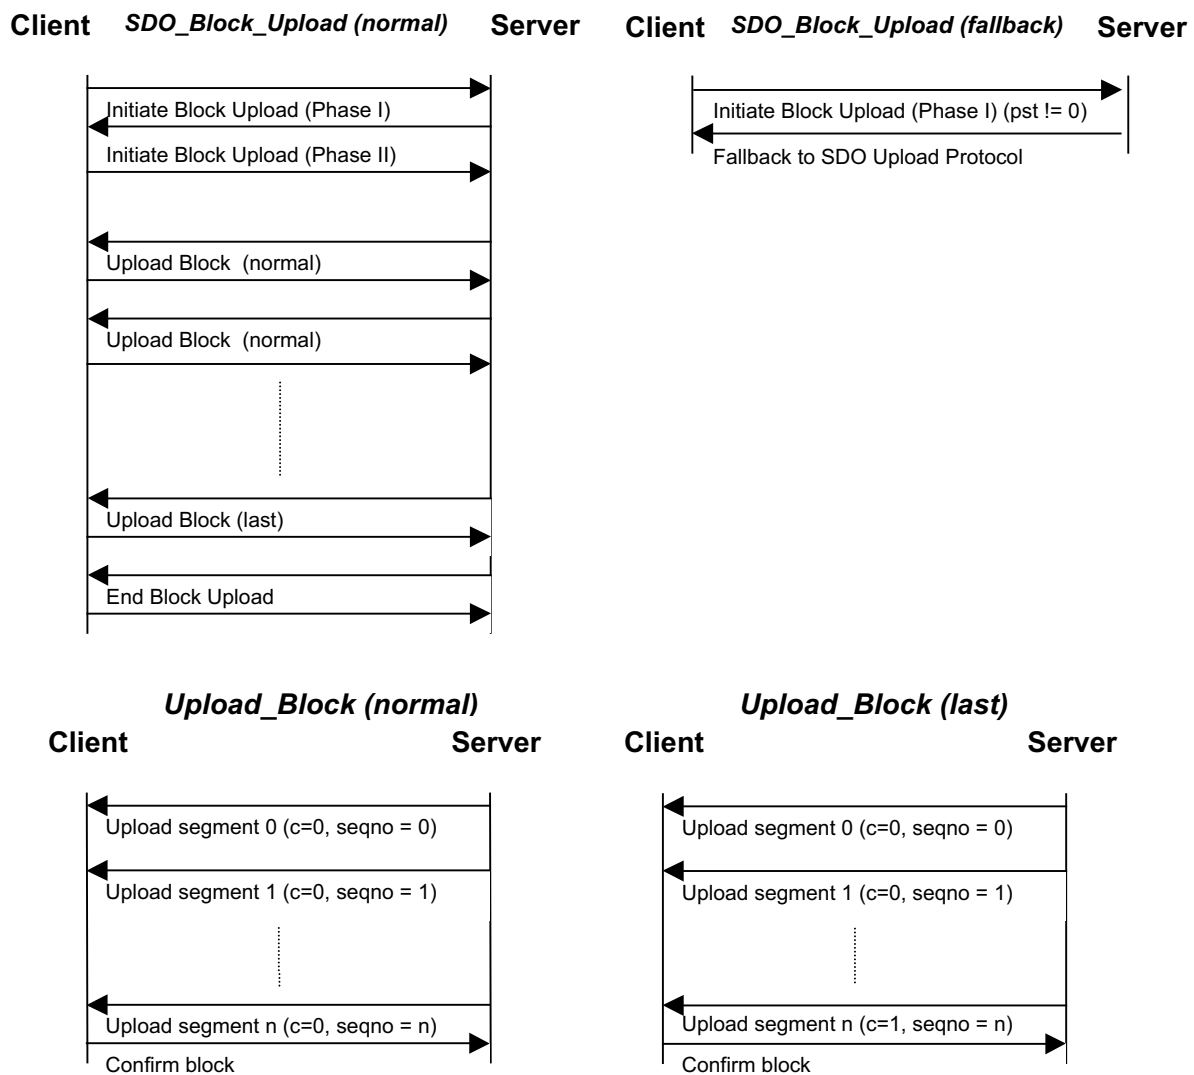 Client SDO_Block_Upload (normal) Server
Initiate Block Upload (Phase I)
Initiate Block Upload (Phase II)
Upload Block (normal)
Upload Block (normal)
Upload Block (last)
End Block Upload
Client SDO_Block_Upload (fallback) Server
Initiate Block Upload (Phase I) (pst != 0)
Fallback to SDO Upload Protocol
Upload_Block (normal)
Client Server
Upload segment 0 (c=0, seqno = 0)
Upload segment 1 (c=0, seqno = 1)
Upload segment n (c=0, seqno = n)
Confirm block
Upload_Block (last)
Client Server
Upload segment 0 (c=0, seqno = 0)
Upload segment 1 (c=0, seqno = 1)
Upload segment n (c=1, seqno = n)
Confirm block